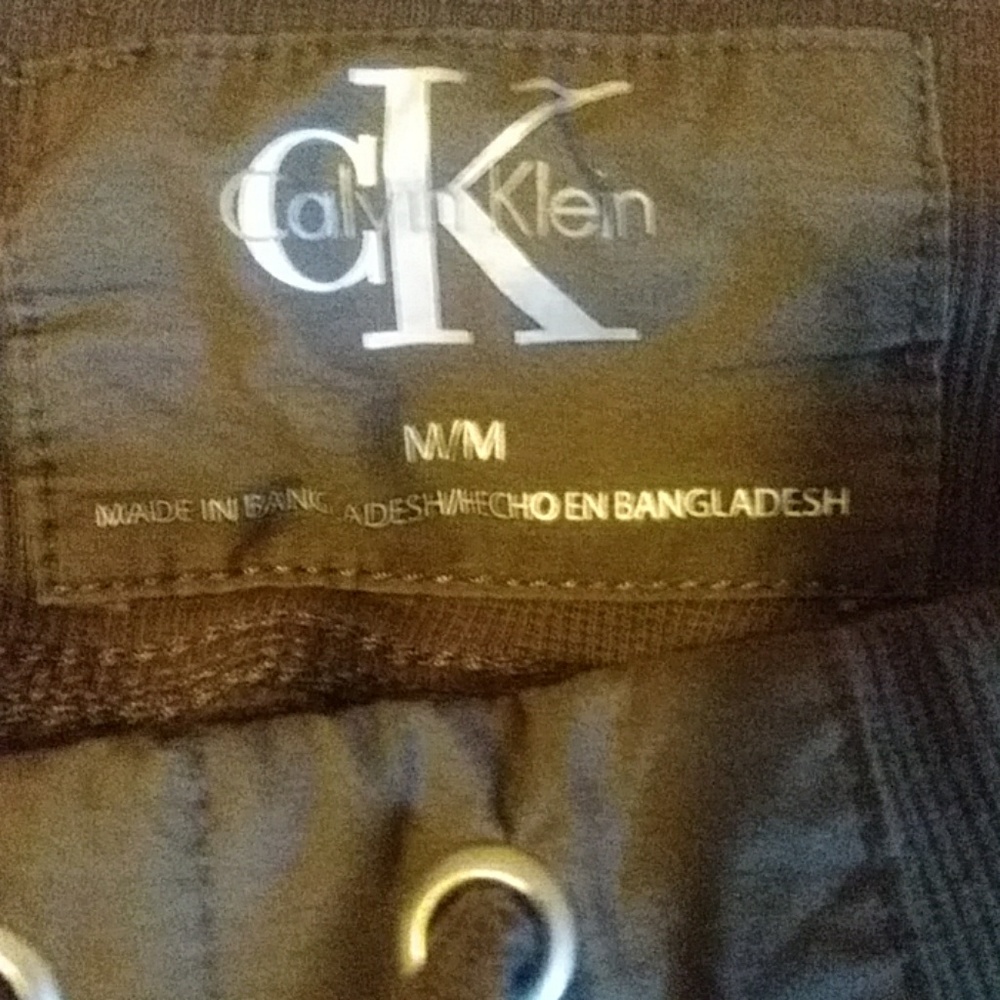 CK
Calvin Klein
M/M
MADE IN BANGLADESH/HECHO EN BANGLADESH